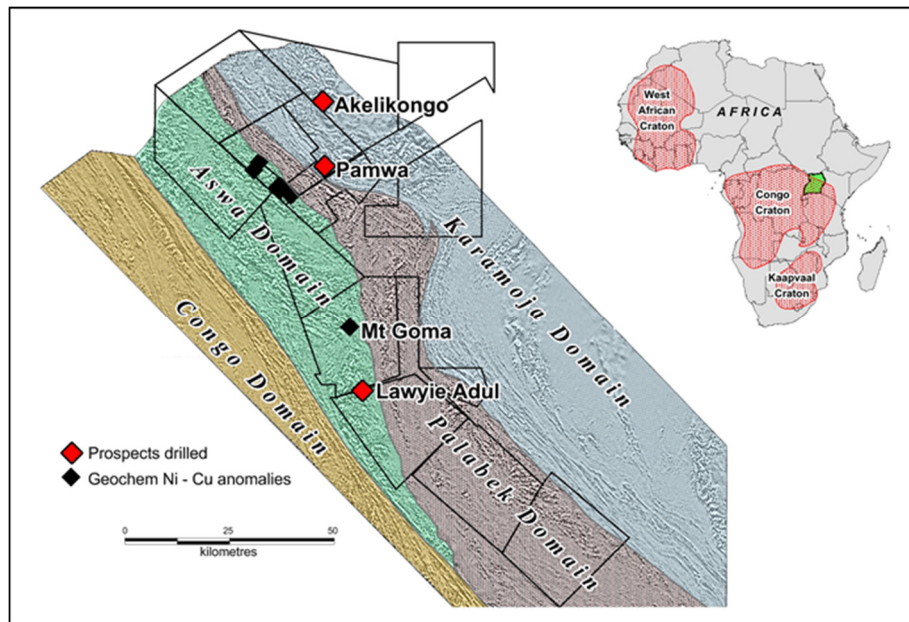 Akelikongo
Pamwa
Aswa Domain
Karamoja Domain
Congo Domain
Mt Goma
Lawyie Adul
Palabek Domain
Prospects drilled
Geochem Ni - Cu anomalies
0 25 50
kilometres
West
African
Craton
AFRICA
Congo
Craton
Kaapvaal
Craton